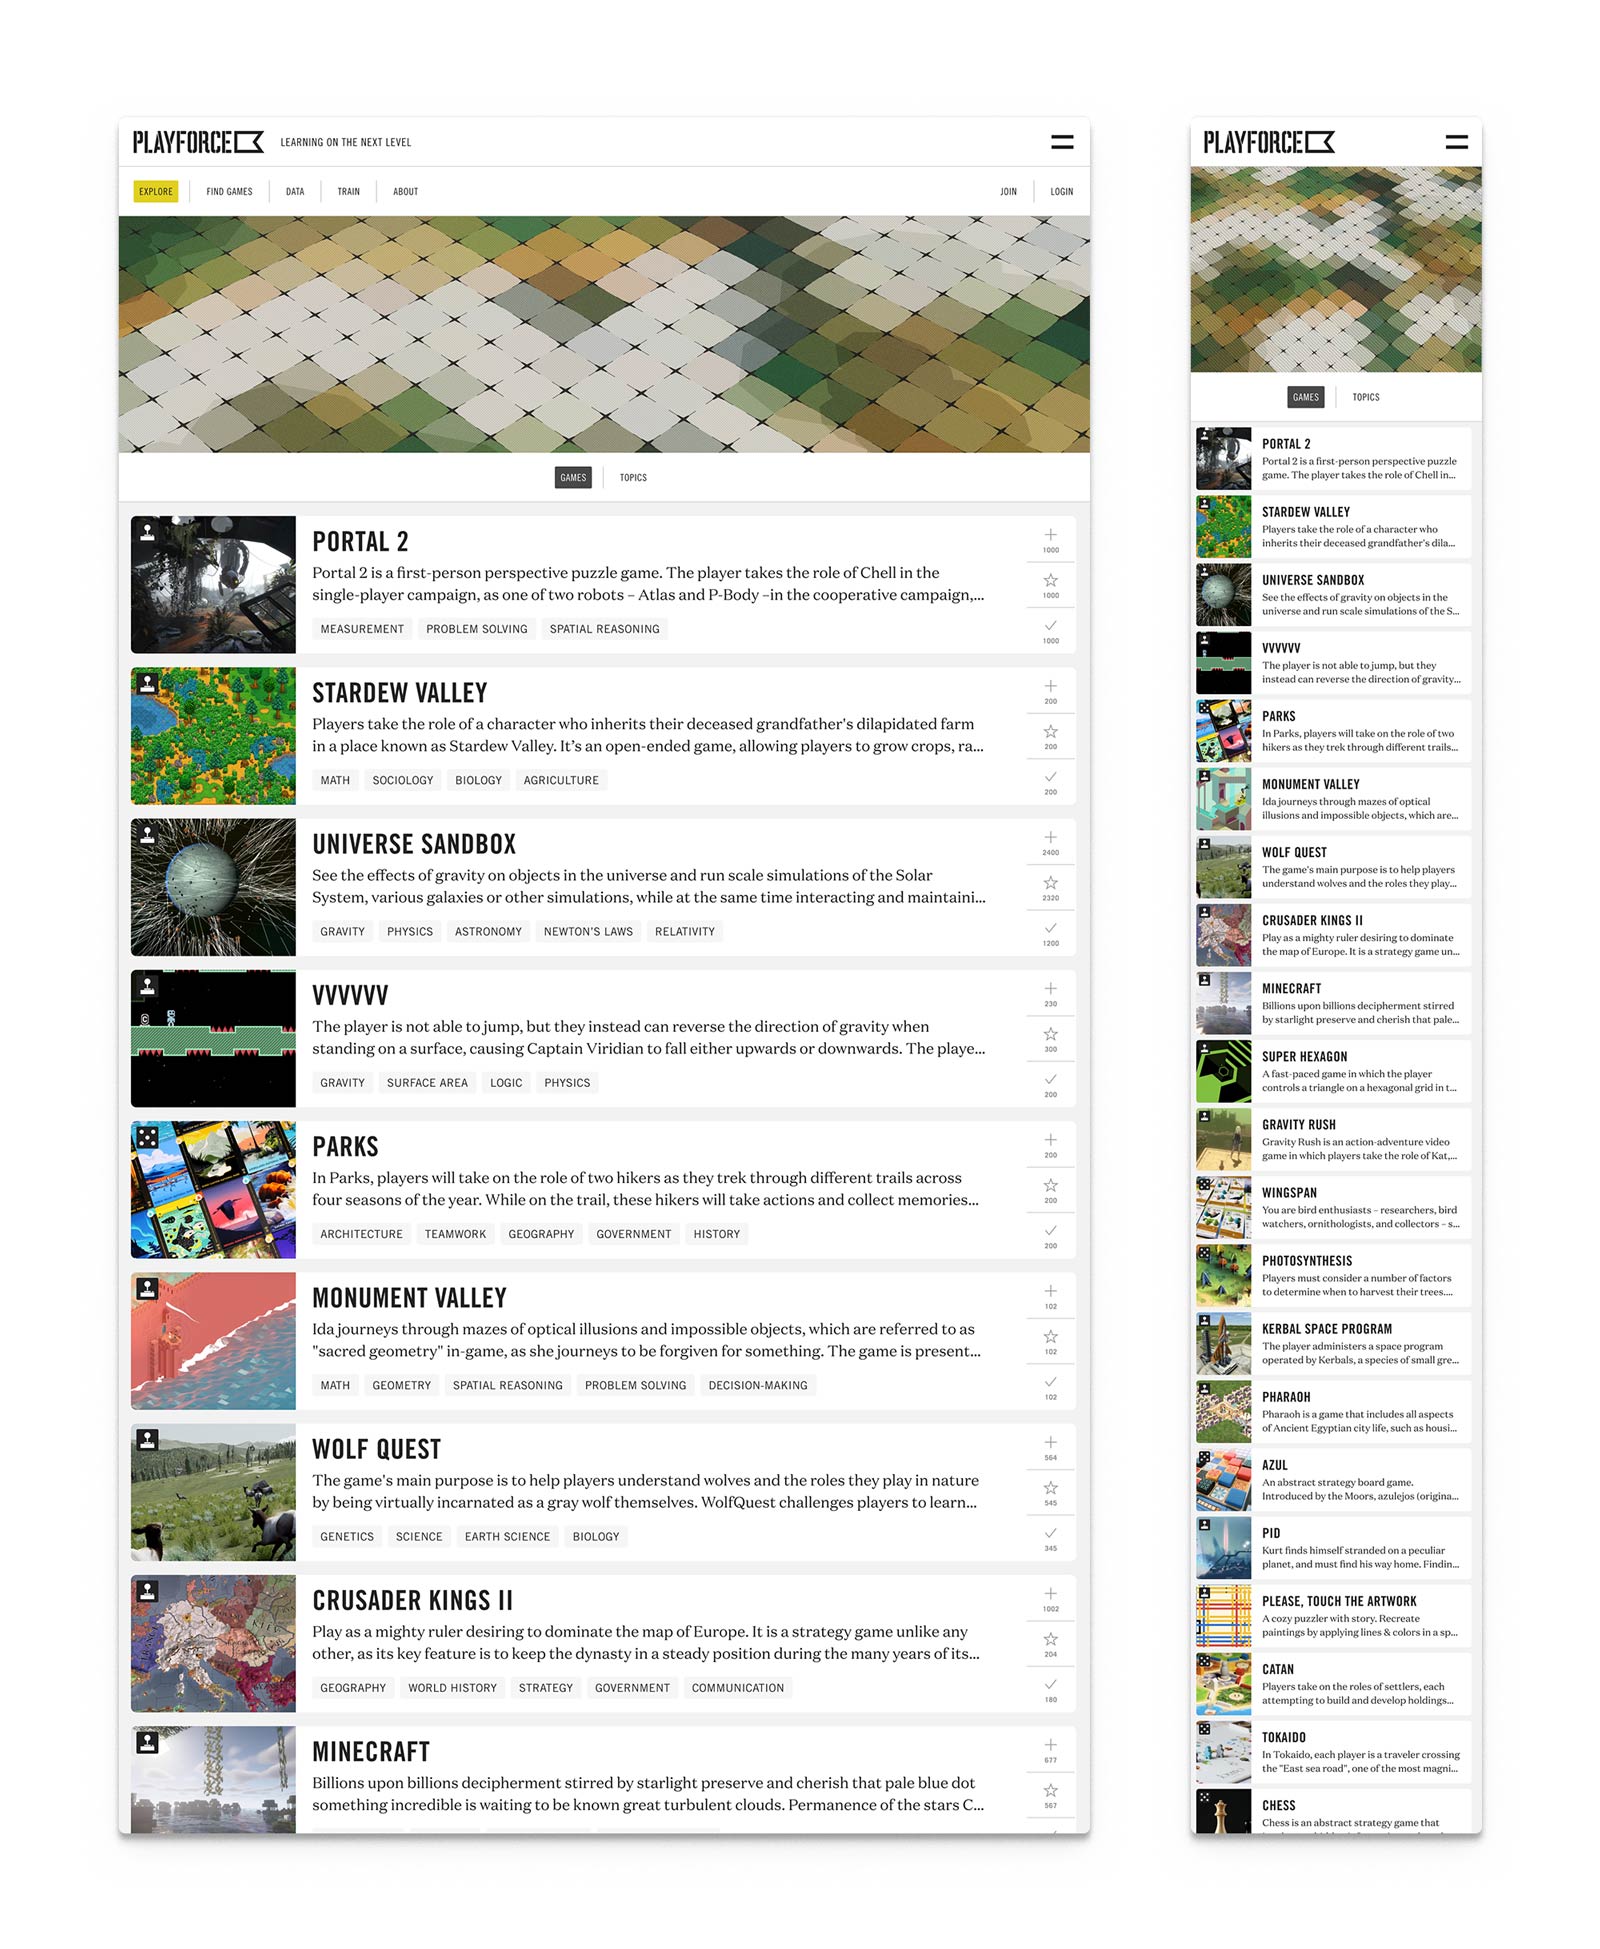 PLAYFORCE
LEARNING ON THE NEXT LEVEL
EXPLORE
FIND GAMES
DATA
TRAIN
ABOUT
JOIN
LOGIN
GAMES
TOPICS
PORTAL 2
Portal 2 is a first-person perspective puzzle game. The player takes the role of Chell in the
single-player campaign, as one of two robots – Atlas and P-Body –in the cooperative campaign,...
MEASUREMENT
PROBLEM SOLVING
SPATIAL REASONING
1000
1000
1000
STARDEW VALLEY
Players take the role of a character who inherits their deceased grandfather's dilapidated farm
in a place known as Stardew Valley. It’s an open-ended game, allowing players to grow crops, ra...
MATH
SOCIOLOGY
BIOLOGY
AGRICULTURE
200
200
200
UNIVERSE SANDBOX
See the effects of gravity on objects in the universe and run scale simulations of the Solar
System, various galaxies or other simulations, while at the same time interacting and maintaini...
GRAVITY
PHYSICS
ASTRONOMY
NEWTON'S LAWS
RELATIVITY
2400
2320
1200
VVVVVV
The player is not able to jump, but they instead can reverse the direction of gravity when
standing on a surface, causing Captain Viridian to fall either upwards or downwards. The playe...
GRAVITY
SURFACE AREA
LOGIC
PHYSICS
230
300
200
PARKS
In Parks, players will take on the role of two hikers as they trek through different trails across
four seasons of the year. While on the trail, these hikers will take actions and collect memories...
ARCHITECTURE
TEAMWORK
GEOGRAPHY
GOVERNMENT
HISTORY
200
200
200
MONUMENT VALLEY
Ida journeys through mazes of optical illusions and impossible objects, which are referred to as
"sacred geometry" in-game, as she journeys to be forgiven for something. The game is present...
MATH
GEOMETRY
SPATIAL REASONING
PROBLEM SOLVING
DECISION-MAKING
102
102
102
WOLF QUEST
The game's main purpose is to help players understand wolves and the roles they play in nature
by being virtually incarnated as a gray wolf themselves. WolfQuest challenges players to learn...
GENETICS
SCIENCE
EARTH SCIENCE
BIOLOGY
564
545
345
CRUSADER KINGS II
Play as a mighty ruler desiring to dominate the map of Europe. It is a strategy game unlike any
other, as its key feature is to keep the dynasty in a steady position during the many years of its...
GEOGRAPHY
WORLD HISTORY
STRATEGY
GOVERNMENT
COMMUNICATION
1002
204
180
MINECRAFT
Billions upon billions decipherment stirred by starlight preserve and cherish that pale blue dot
something incredible is waiting to be known great turbulent clouds. Permanence of the stars C...
677
567
PLAYFORCE
GAMES
TOPICS
PORTAL 2
Portal 2 is a first-person perspective puzzle
game. The player takes the role of Chell in...
STARDEW VALLEY
Players take the role of a character who
inherits their deceased grandfather's dila...
UNIVERSE SANDBOX
See the effects of gravity on objects in the
universe and run scale simulations of the S...
VVVVVV
The player is not able to jump, but they
instead can reverse the direction of gravity...
PARKS
In Parks, players will take on the role of two
hikers as they trek through different trails...
MONUMENT VALLEY
Ida journeys through mazes of optical
illusions and impossible objects, which are...
WOLF QUEST
The game's main purpose is to help players
understand wolves and the roles they play...
CRUSADER KINGS II
Play as a mighty ruler desiring to dominate
the map of Europe. It is a strategy game un...
MINECRAFT
Billions upon billions decipherment stirred
by starlight preserve and cherish that pale...
SUPER HEXAGON
A fast-paced game in which the player
controls a triangle on a hexagonal grid in t...
GRAVITY RUSH
Gravity Rush is an action-adventure video
game in which players take the role of Kat,...
WINGSPAN
You are bird enthusiasts – researchers, bird
watchers, ornithologists, and collectors – s...
PHOTOSYNTHESIS
Players must consider a number of factors
to determine when to harvest their trees....
KERBAL SPACE PROGRAM
The player administers a space program
operated by Kerbals, a species of small gre...
PHARAOH
Pharaoh is a game that includes all aspects
of Ancient Egyptian city life, such as housi...
AZUL
An abstract strategy board game.
Introduced by the Moors, azulejos (origina...
PID
Kurt finds himself stranded on a peculiar
planet, and must find his way home. Findin...
PLEASE, TOUCH THE ARTWORK
A cozy puzzler with story. Recreate
paintings by applying lines & colors in a sp...
CATAN
Players take on the roles of settlers, each
attempting to build and develop holdings...
TOKAIDO
In Tokaido, each player is a traveler crossing
the "East sea road", one of the most magni...
CHESS
Chess is an abstract strategy game that